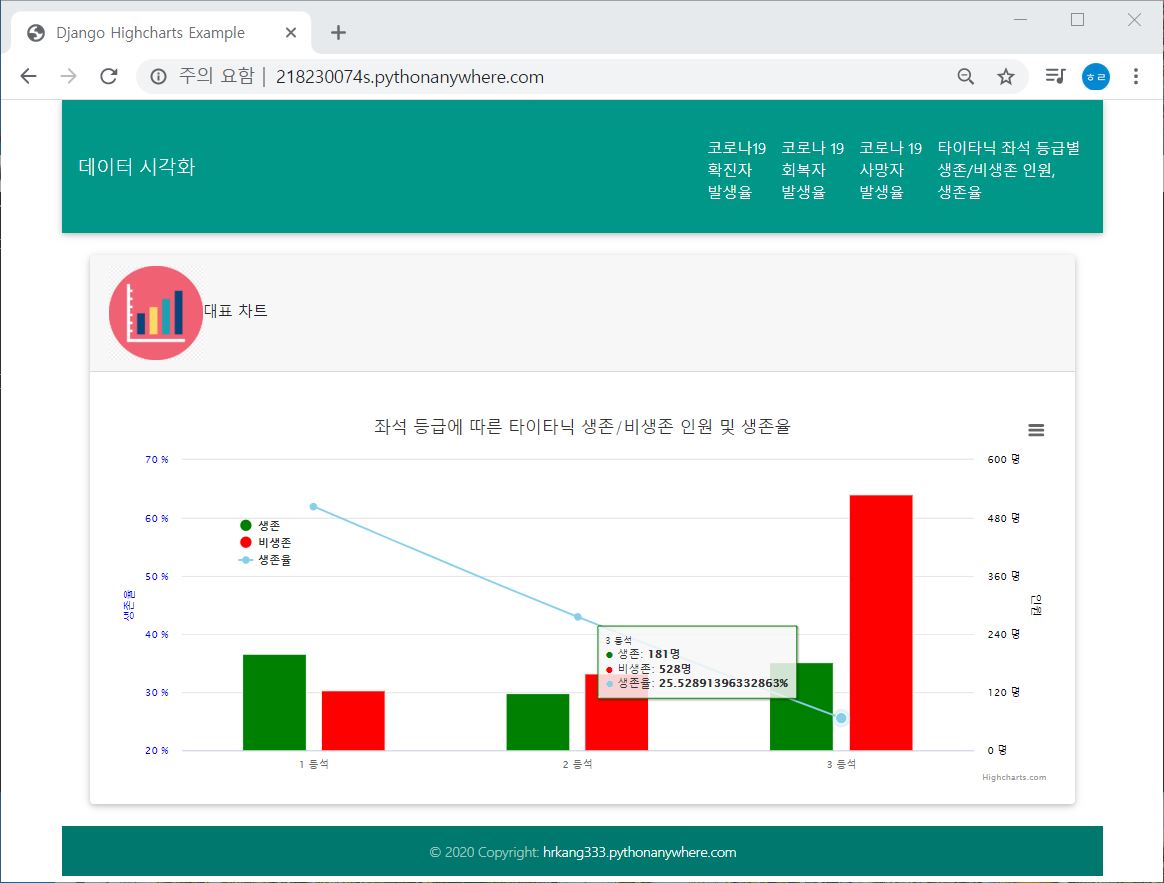 Django Highcharts Example
주의 요함 | 218230074s.pythonanywhere.com
ㅎㄹ
데이터 시각화
코로나19
확진자
발생율
코로나 19
회복자
발생율
코로나 19
사망자
발생율
타이타닉 좌석 등급별
생존/비생존 인원,
생존율
대표 차트
좌석 등급에 따른 타이타닉 생존/비생존 인원 및 생존율
70 %
60 %
50 %
40 %
30 %
20 %
생존율
생존
비생존
생존율
3 등석
생존: 181명
비생존: 528명
생존율: 25.52891396332863%
600 명
480 명
360 명
240 명
120 명
0 명
인원
1 등석
2 등석
3 등석
Highcharts.com
© 2020 Copyright: hrkang333.pythonanywhere.com